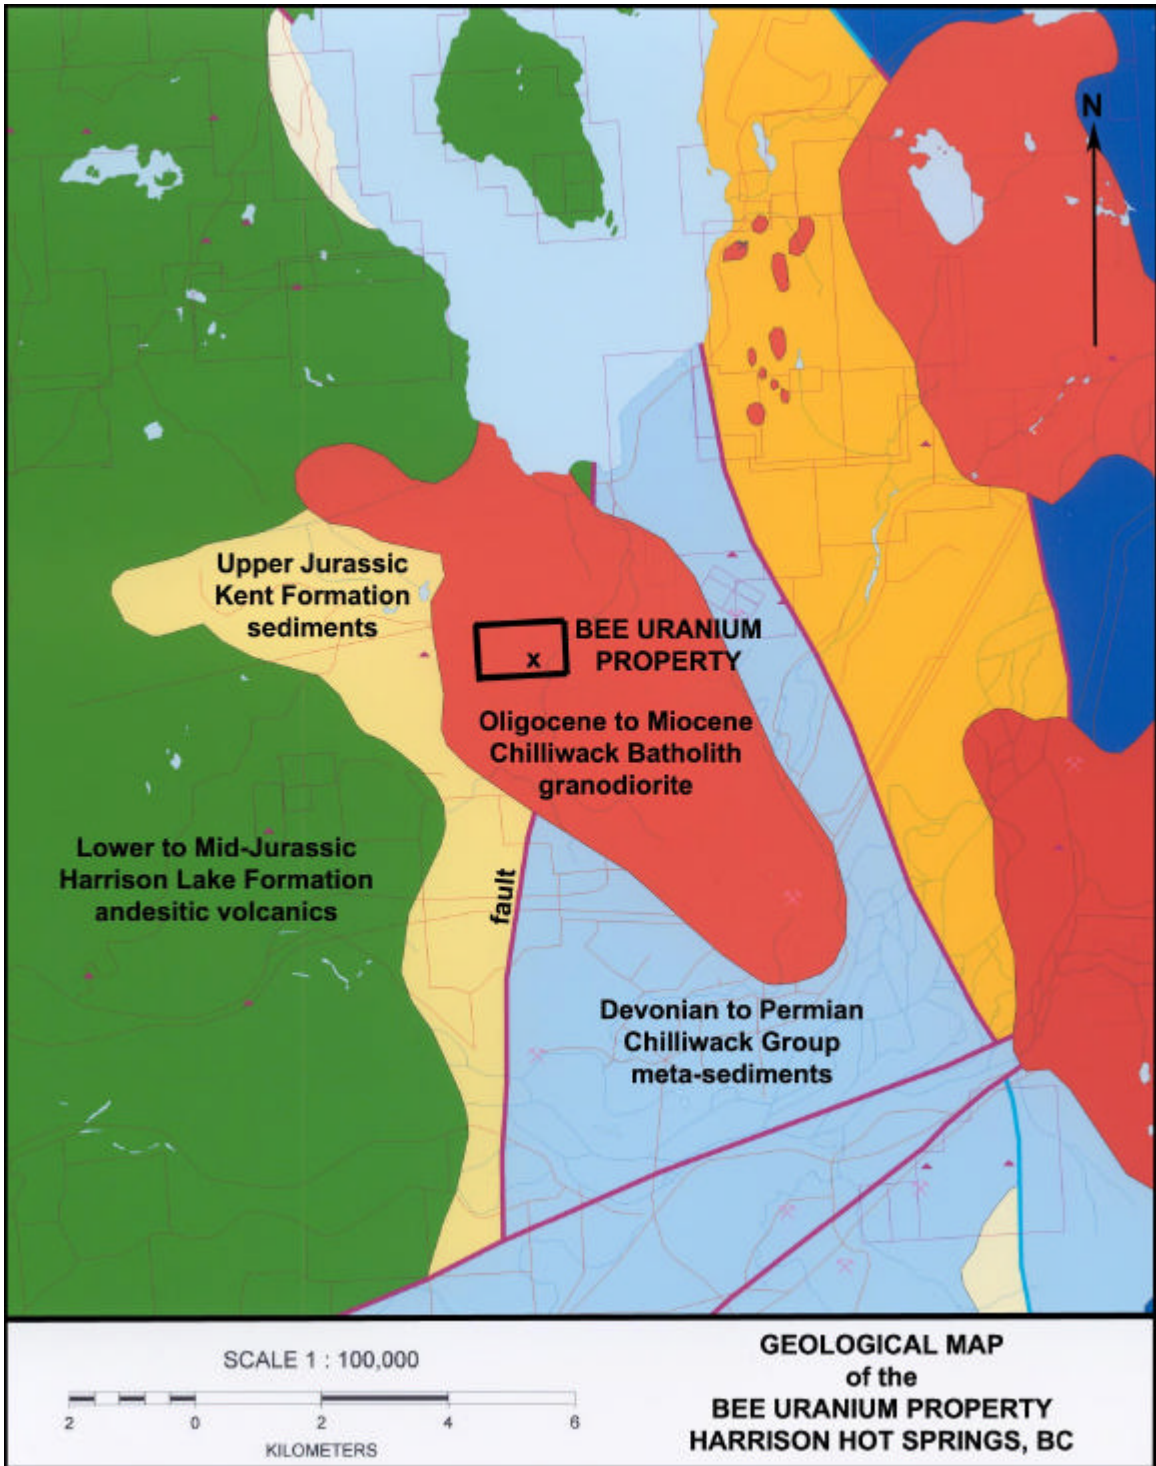 N
Upper Jurassic
Kent Formation
sediments
BEE URANIUM
PROPERTY
x
Oligocene to Miocene
Chilliwack Batholith
granodiorite
Lower to Mid-Jurassic
Harrison Lake Formation
andesitic volcanics
fault
Devonian to Permian
Chilliwack Group
meta-sediments
SCALE 1 : 100,000
2 0 2 4 6
KILOMETERS
GEOLOGICAL MAP
of the
BEE URANIUM PROPERTY
HARRISON HOT SPRINGS, BC